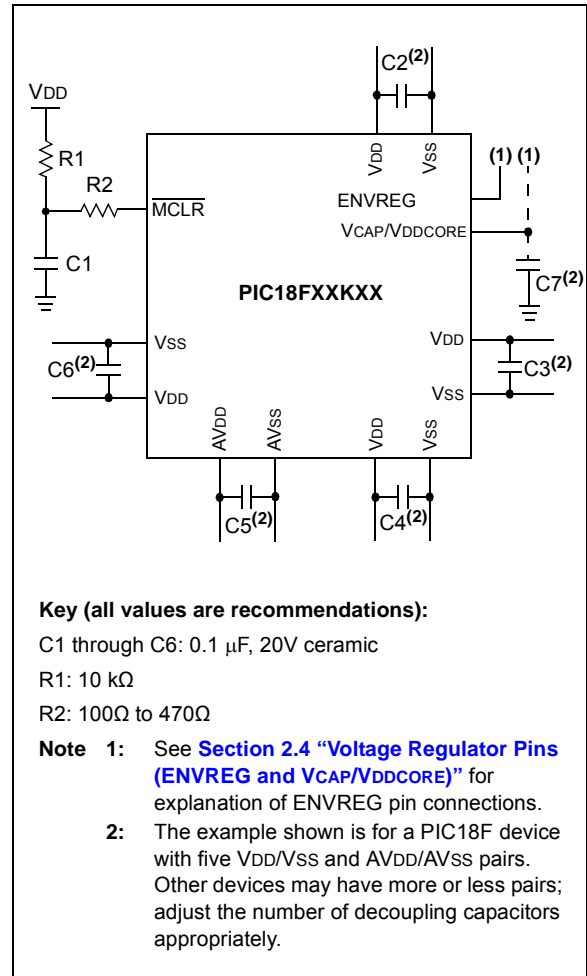 C2(2)
VDD
R1
R2
C1
MCLR
VDD
VSS
(1) (1)
ENVREG
VCAP/VDDCORE
C7(2)
PIC18FXXKXX
VSS
C6(2)
VDD
VDD
C3(2)
VSS
AVDD
AVSS
VDD
VSS
C5(2)
C4(2)
Key (all values are recommendations):
C1 through C6: 0.1 μF, 20V ceramic
R1: 10 kΩ
R2: 100Ω to 470Ω
Note 1: See Section 2.4 “Voltage Regulator Pins
(ENVREG and VCAP/VDDCORE)” for
explanation of ENVREG pin connections.
2: The example shown is for a PIC18F device
with five VDD/VSS and AVDD/AVSS pairs.
Other devices may have more or less pairs;
adjust the number of decoupling capacitors
appropriately.